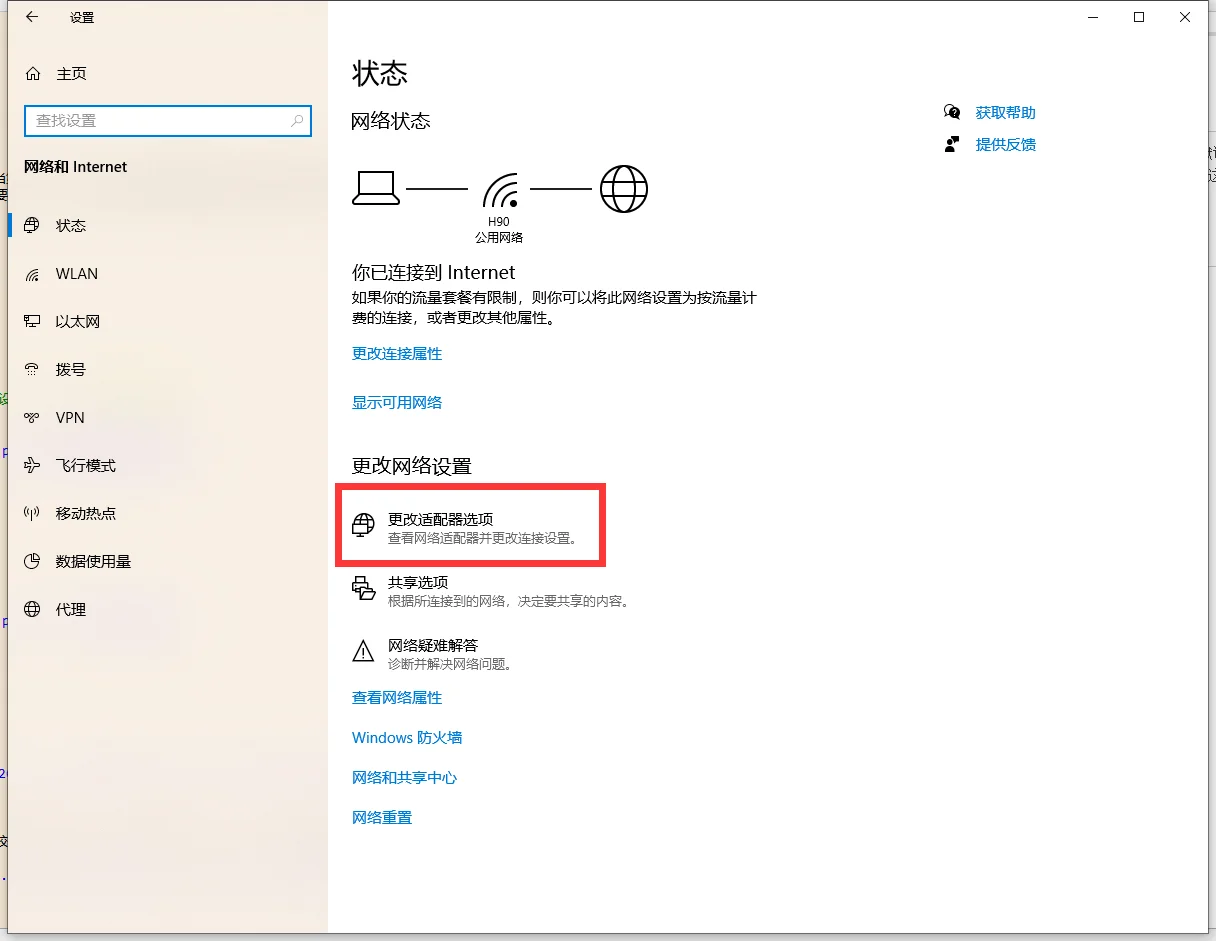 设置
主页
查找设置
网络和 Internet
状态
WLAN
以太网
拨号
VPN
飞行模式
移动热点
数据使用量
代理
状态
网络状态
H90
公用网络
你已连接到 Internet
如果你的流量套餐有限制，则你可以将此网络设置为按流量计
费的连接，或者更改其他属性。
更改连接属性
显示可用网络
更改网络设置
更改适配器选项
查看网络适配器并更改连接设置。
共享选项
根据所连接到的网络，决定要共享的内容。
网络疑难解答
诊断并解决网络问题。
查看网络属性
Windows 防火墙
网络和共享中心
网络重置
获取帮助
提供反馈